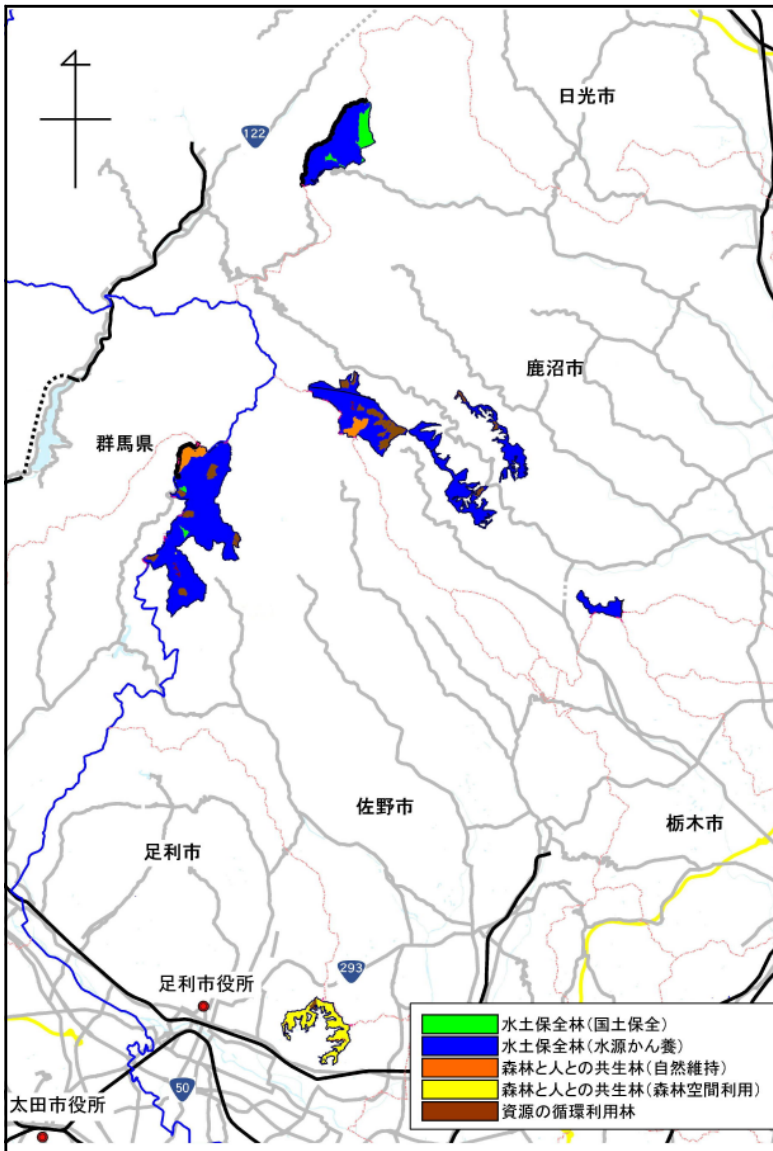 日光市
122
鹿沼市
群馬県
佐野市
足利市
栃木市
足利市役所
293
50
太田市役所
水土保全林(国土保全)
水土保全林(水源かん養)
森林と人との共生林(自然維持)
森林と人との共生林(森林空間利用)
資源の循環利用林